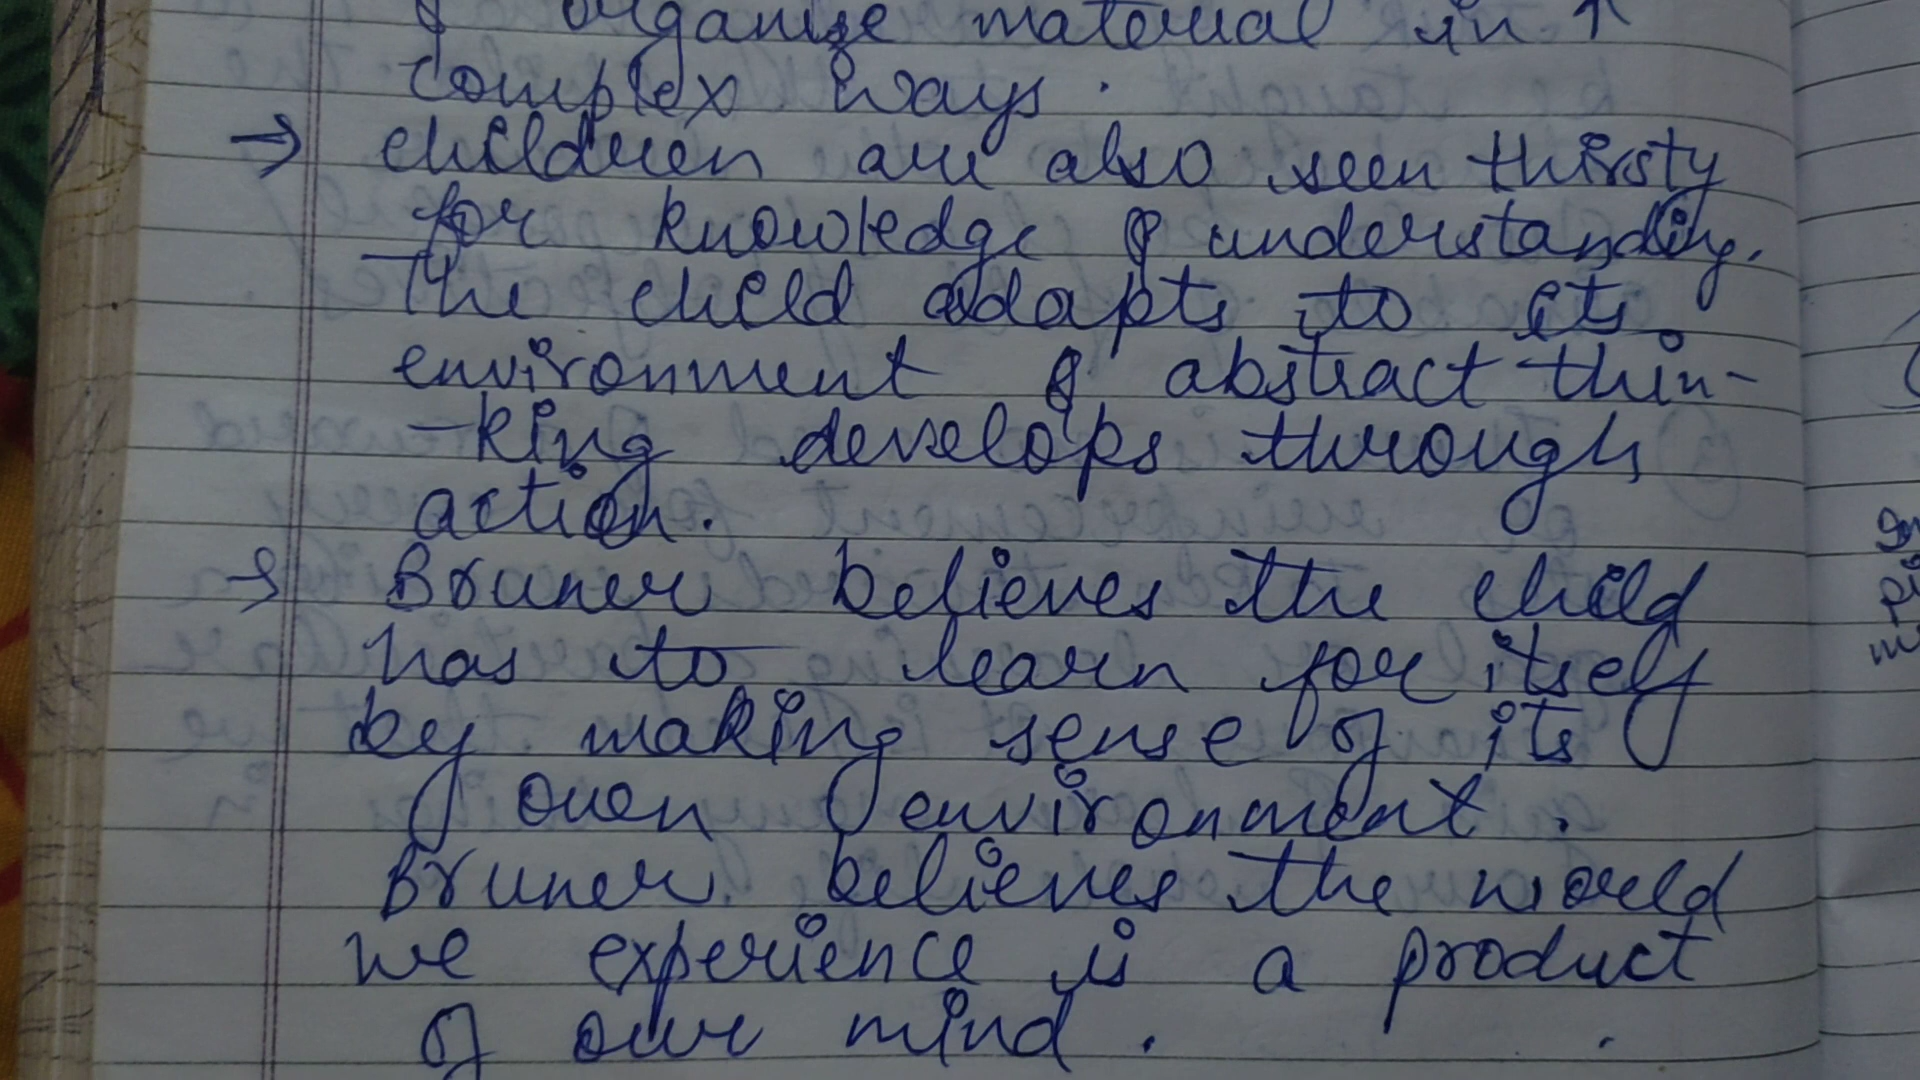 & organise material in ↑
complex ways.
→ children are also seen thirsty
for knowledge & understanding.
The child adapts to its
environment & abstract thin-
-king develops through
action.
→ Bruner believes the child
has to learn for itself
by making sense of its
own environment.
Bruner believes the world
we experience is a product
of our mind.